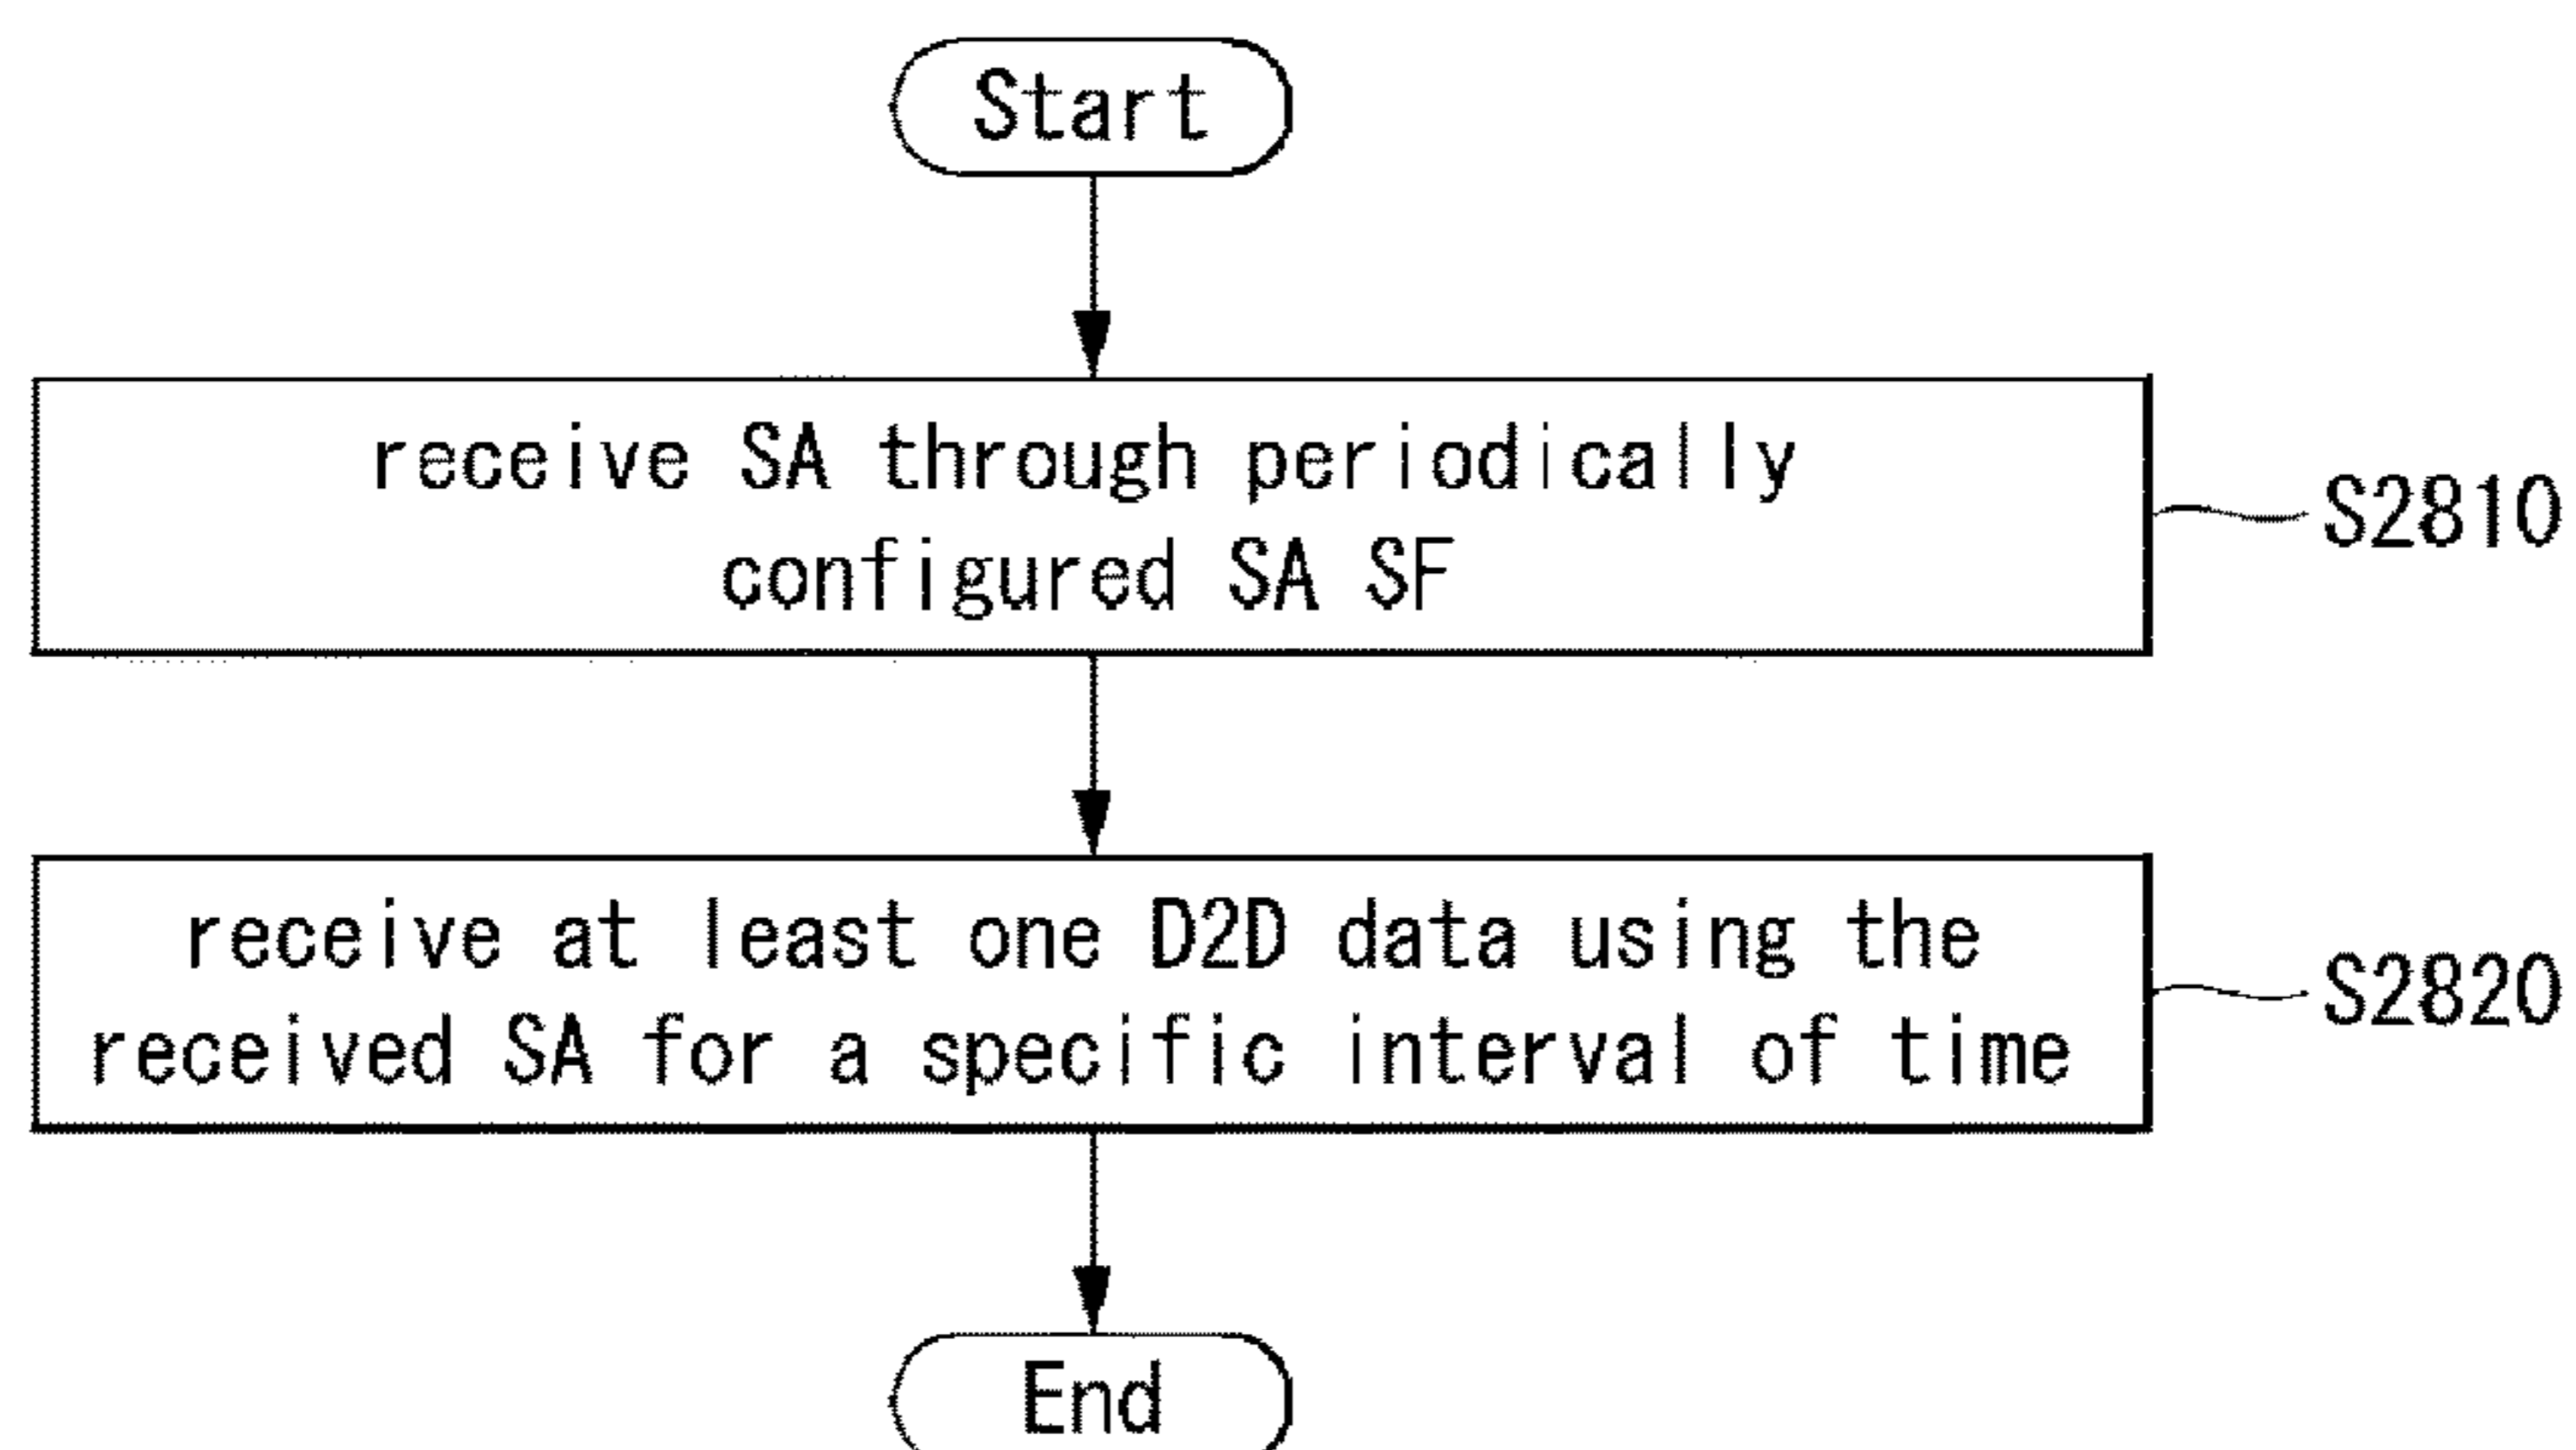 Start
receive SA through periodically
configured SA SF
S2810
receive at least one D2D data using the
received SA for a specific interval of time
S2820
End